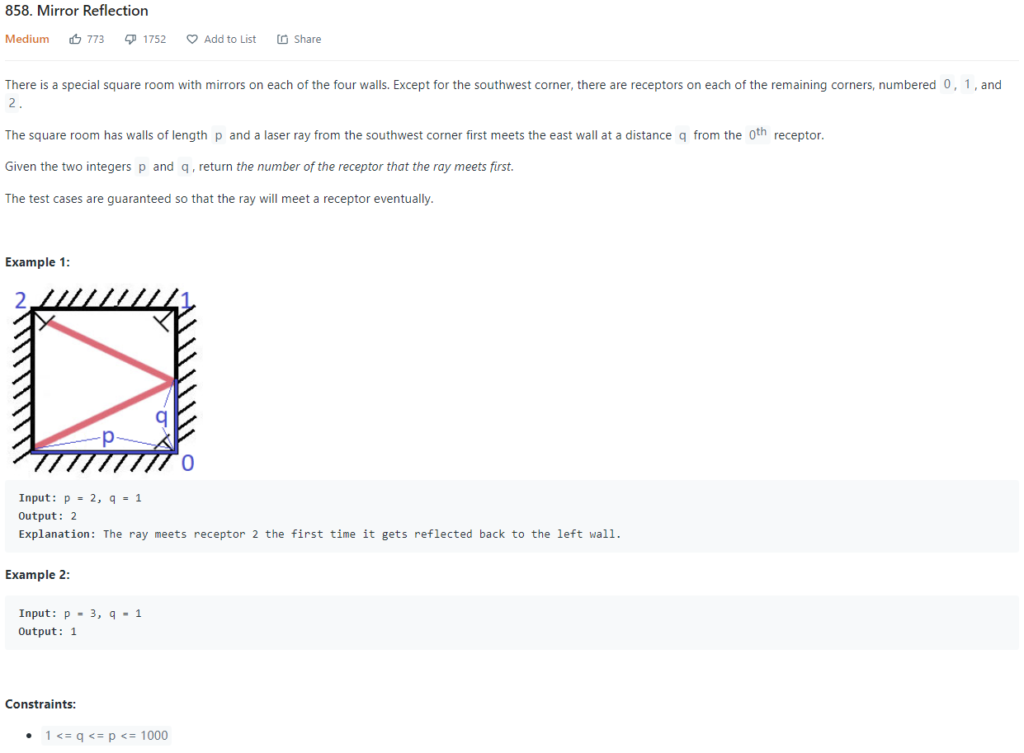 858. Mirror Reflection
Medium 773 1752 Add to List Share
There is a special square room with mirrors on each of the four walls. Except for the southwest corner, there are receptors on each of the remaining corners, numbered 0, 1, and
2.
The square room has walls of length p and a laser ray from the southwest corner first meets the east wall at a distance q from the 0th receptor.
Given the two integers p and q, return the number of the receptor that the ray meets first.
The test cases are guaranteed so that the ray will meet a receptor eventually.
Example 1:
2 1
q
p
0
Input: p = 2, q = 1
Output: 2
Explanation: The ray meets receptor 2 the first time it gets reflected back to the left wall.
Example 2:
Input: p = 3, q = 1
Output: 1
Constraints:
• 1 <= q <= p <= 1000